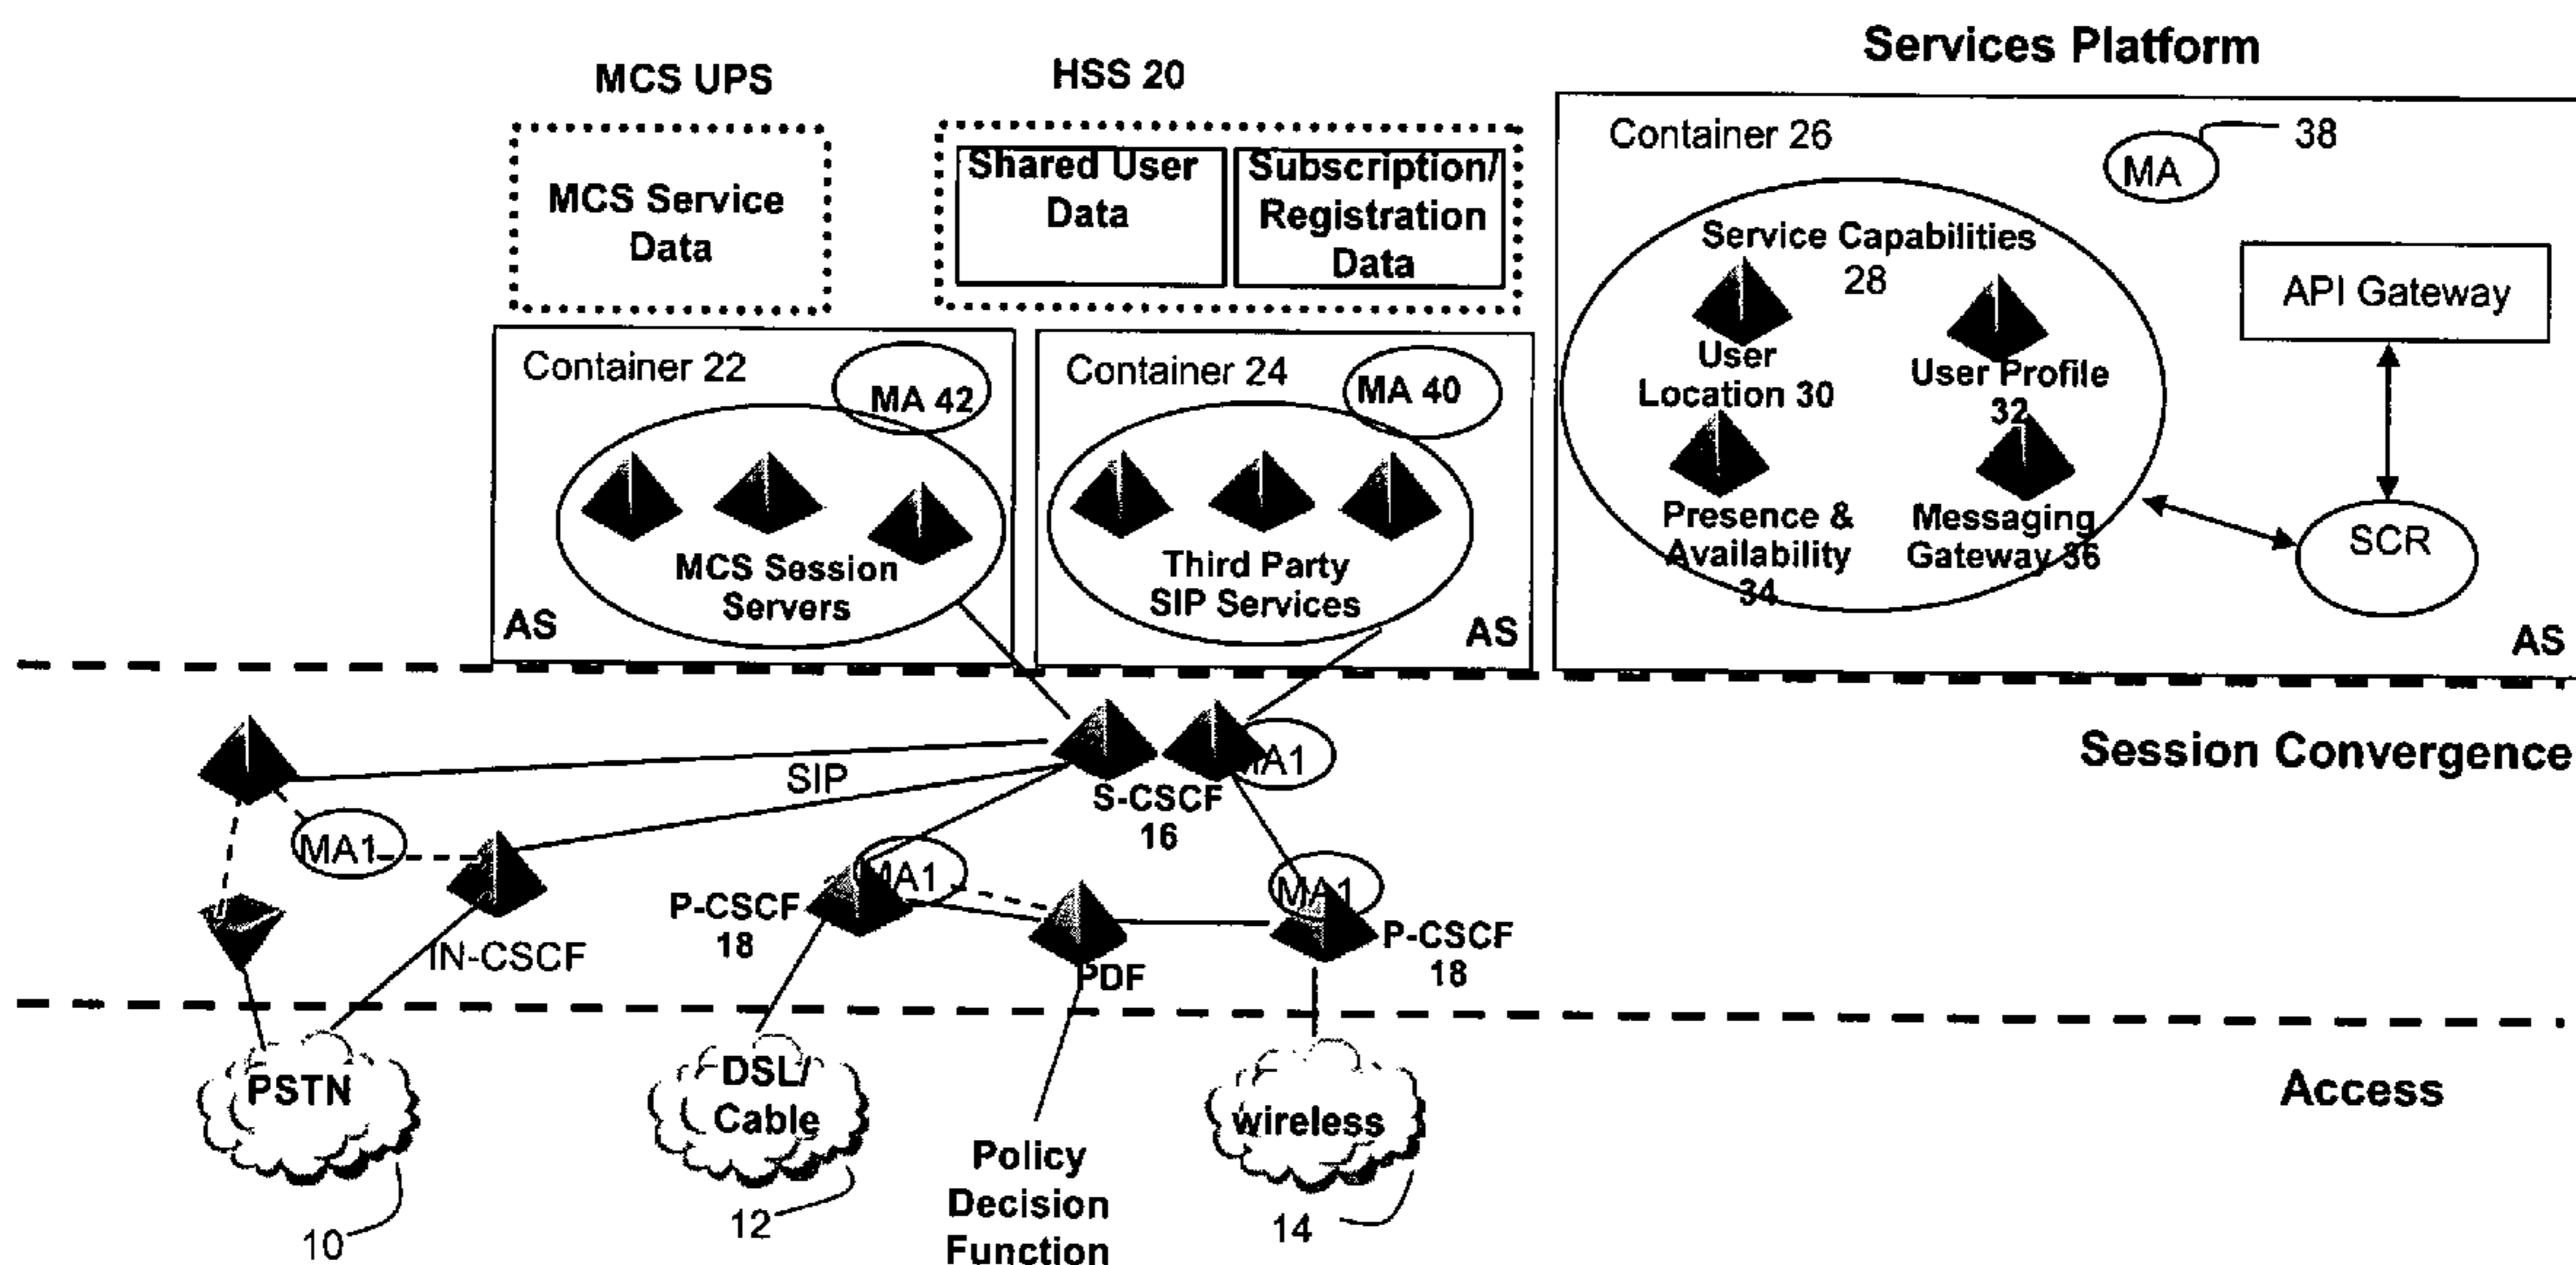 Services Platform
MCS UPS
HSS 20
MCS Service
Data
Shared User
Data
Subscription/
Registration
Data
Container 26
MA
38
Service Capabilities
28
User
Location 30
User Profile
32
Presence &
Availability
34
Messaging
Gateway 36
API Gateway
SCR
AS
Container 22
MA 42
MCS Session
Servers
AS
Container 24
MA 40
Third Party
SIP Services
AS
Session Convergence
SIP
S-CSCF
16
MA1
MA1
IN-CSCF
P-CSCF
18
MA1
PDF
MA1
P-CSCF
18
Access
PSTN
10
DSL/
Cable
12
Policy
Decision
Function
wireless
14